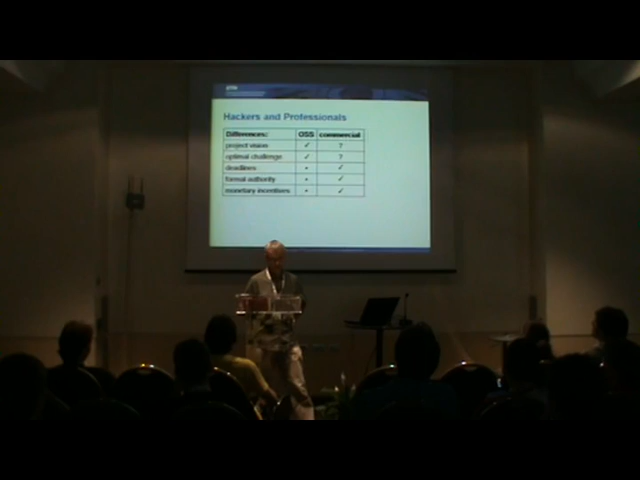 Hackers and Professionals
Differences: OSS commercial
project vision ✓ ?
optimal challenge ✓ ?
deadlines - ✓
formal authority - ✓
monetary incentives - ✓